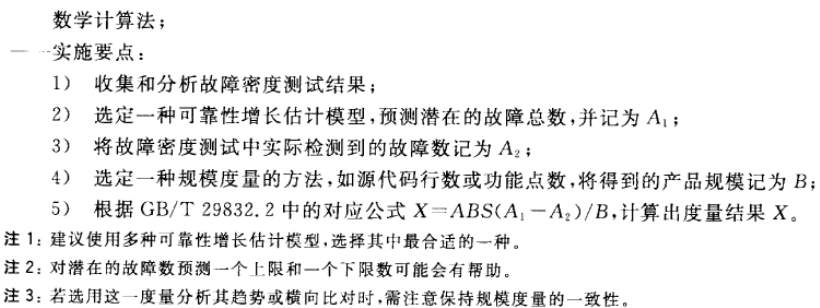 数学计算法;
——实施要点:
1) 收集和分析故障密度测试结果;
2) 选定一种可靠性增长估计模型,预测潜在的故障总数,并记为 A₁;
3) 将故障密度测试中实际检测到的故障数记为 A₂;
4) 选定一种规模度量的方法,如源代码行数或功能点数,将得到的产品规模记为 B;
5) 根据 GB/T 29832.2 中的对应公式 X=ABS(A₁-A₂)/B,计算出度量结果 X。
注 1: 建议使用多种可靠性增长估计模型,选择其中最合适的一种。
注 2: 对潜在的故障数预测一个上限和一个下限数可能会有帮助。
注 3: 若选用这一度量分析其趋势或横向比对时,需注意保持规模度量的一致性。